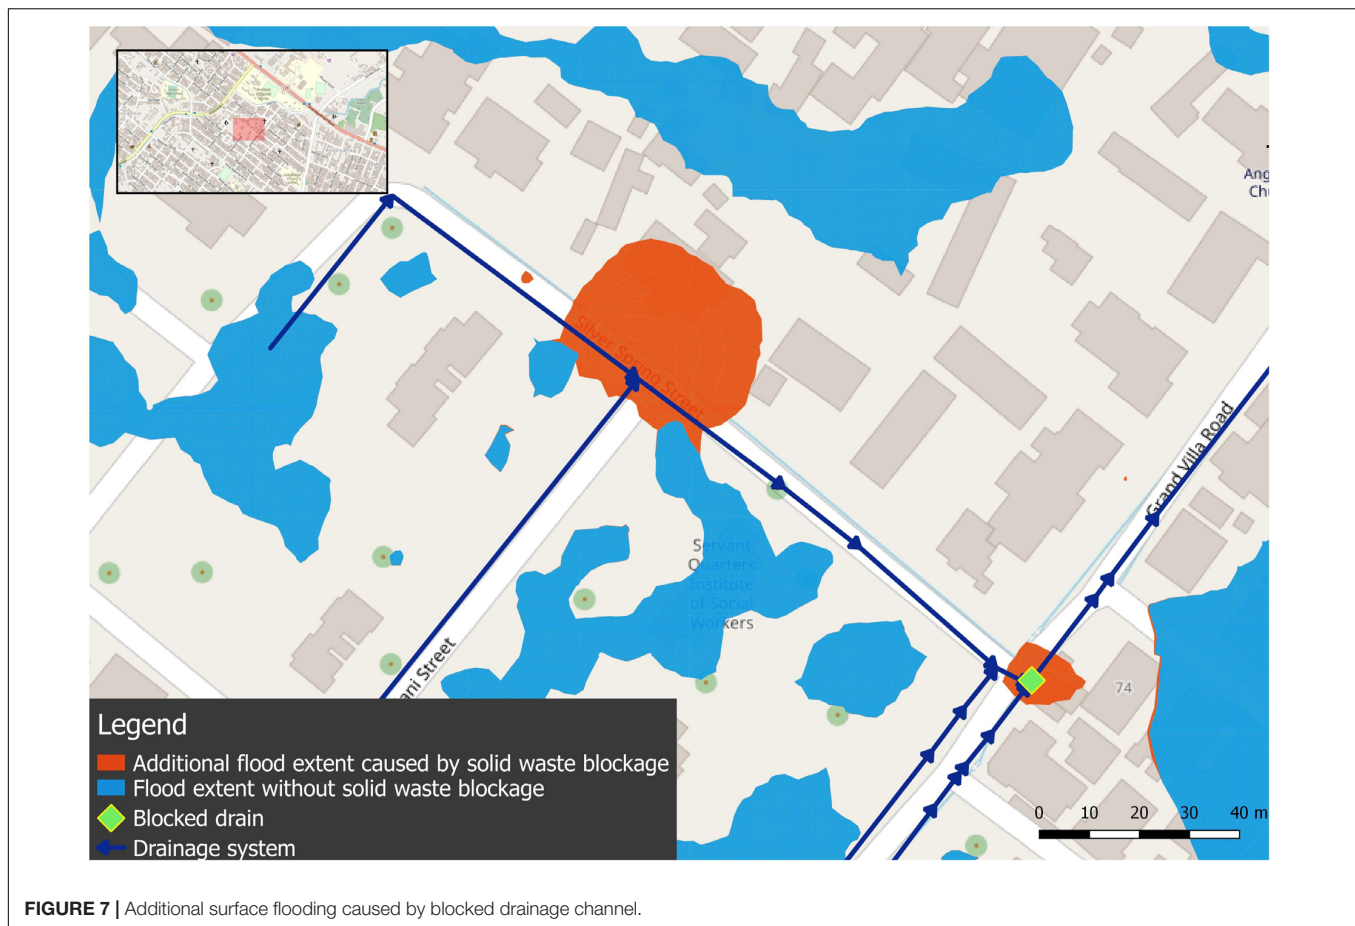 Ang
Chu
Silver Spring Street
Grand Villa Road
Servant
Quarters
Institute
of Social
Workers
ani Street
74
Legend
Additional flood extent caused by solid waste blockage
Flood extent without solid waste blockage
Blocked drain
Drainage system
0 10 20 30 40 m
FIGURE 7 | Additional surface flooding caused by blocked drainage channel.